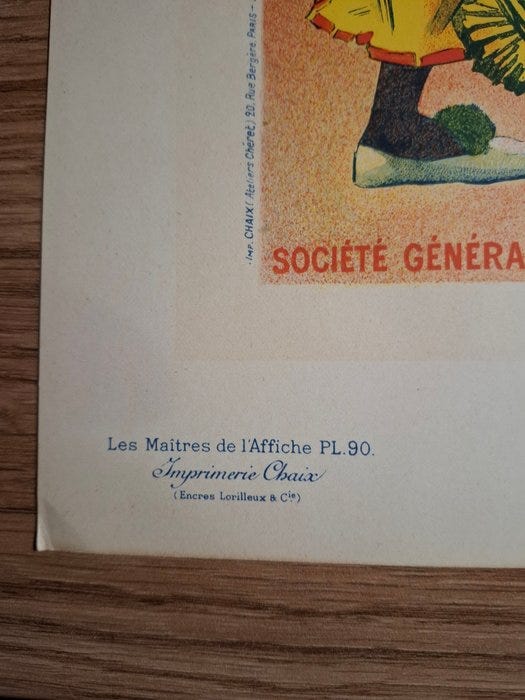 IMP. CHAIX (Ateliers Chéret) 20, Rue Bergère, PARIS -
SOCIÉTÉ GÉNÉRA
Les Maîtres de l'Affiche PL.90.
Imprimerie Chaix
(Encres Lorilleux & Cie)